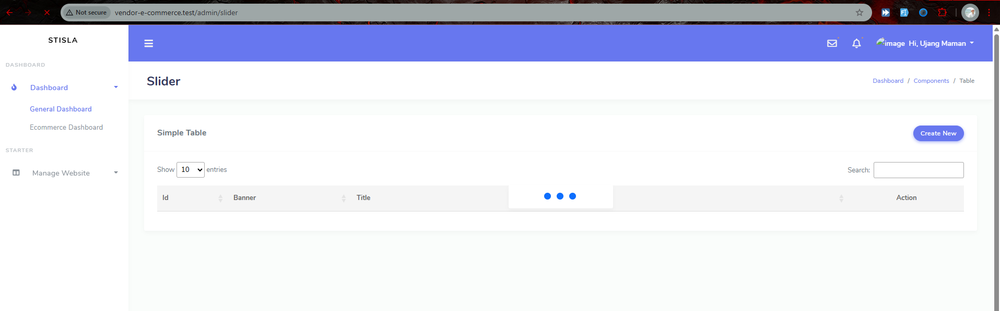 Not secure vendor-e-commerce.test/admin/slider
STISLA
image Hi, Ujang Maman
DASHBOARD
Dashboard
General Dashboard
Ecommerce Dashboard
STARTER
Manage Website
Slider
Dashboard / Components / Table
Simple Table
Create New
Show 10 entries
Search:
Id Banner Title Action